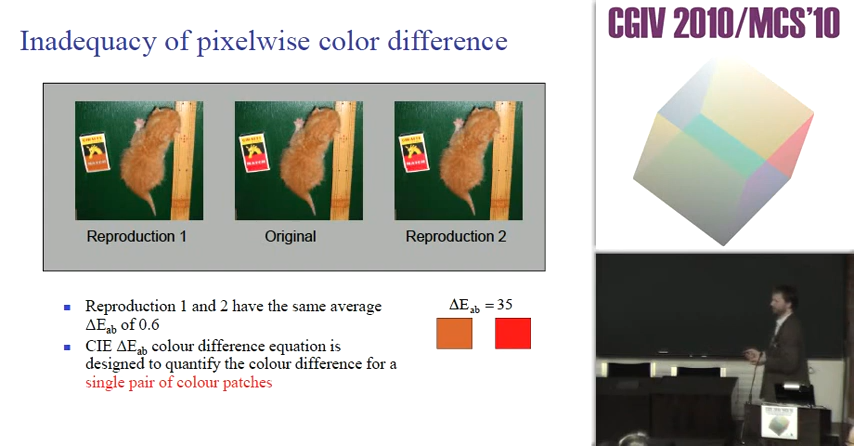 Inadequacy of pixelwise color difference
Reproduction 1
Original
Reproduction 2
Reproduction 1 and 2 have the same average
ΔEab of 0.6
CIE ΔEab colour difference equation is
designed to quantify the colour difference for a
single pair of colour patches
ΔEab = 35
CGIV 2010/MCS'10